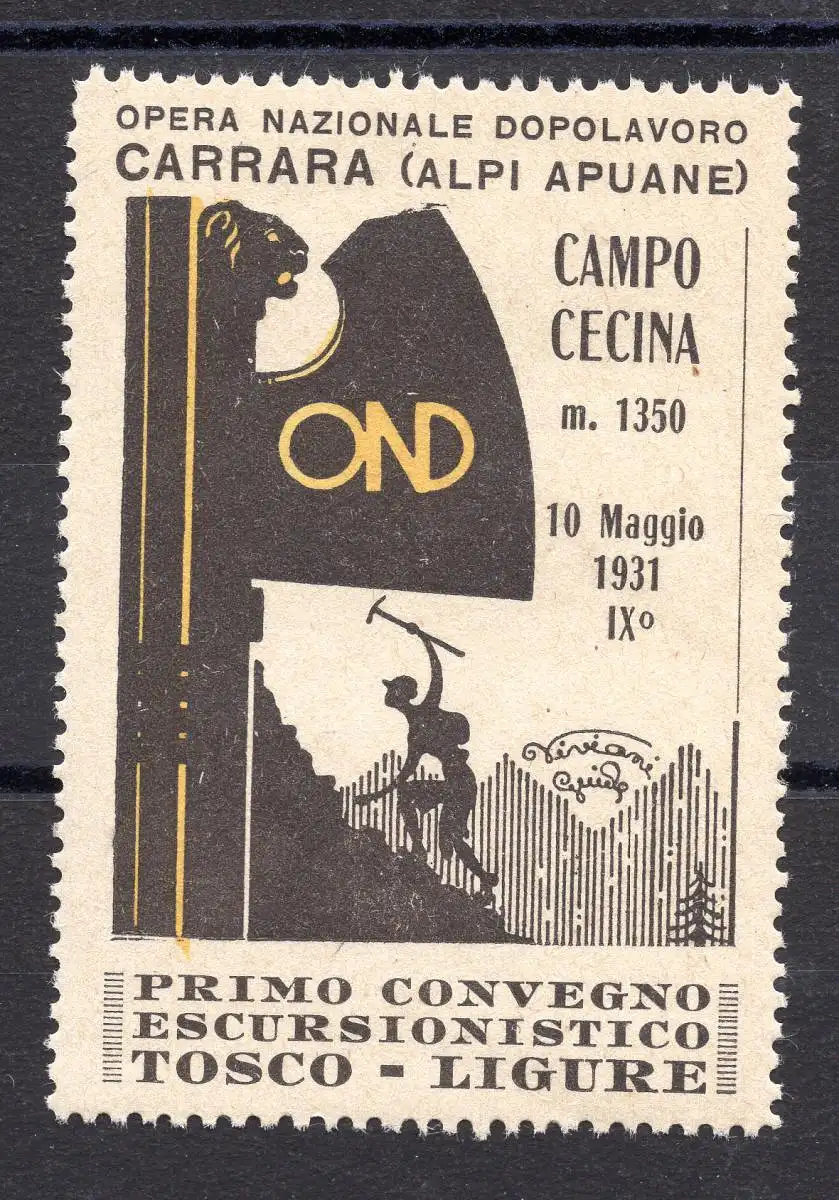 OPERA NAZIONALE DOPOLAVORO
CARRARA (ALPI APUANE)
CAMPO
CECINA
m. 1350
OND
10 Maggio
1931
IXº
Viviani
Guido
PRIMO CONVEGNO
ESCURSIONISTICO
TOSCO - LIGURE